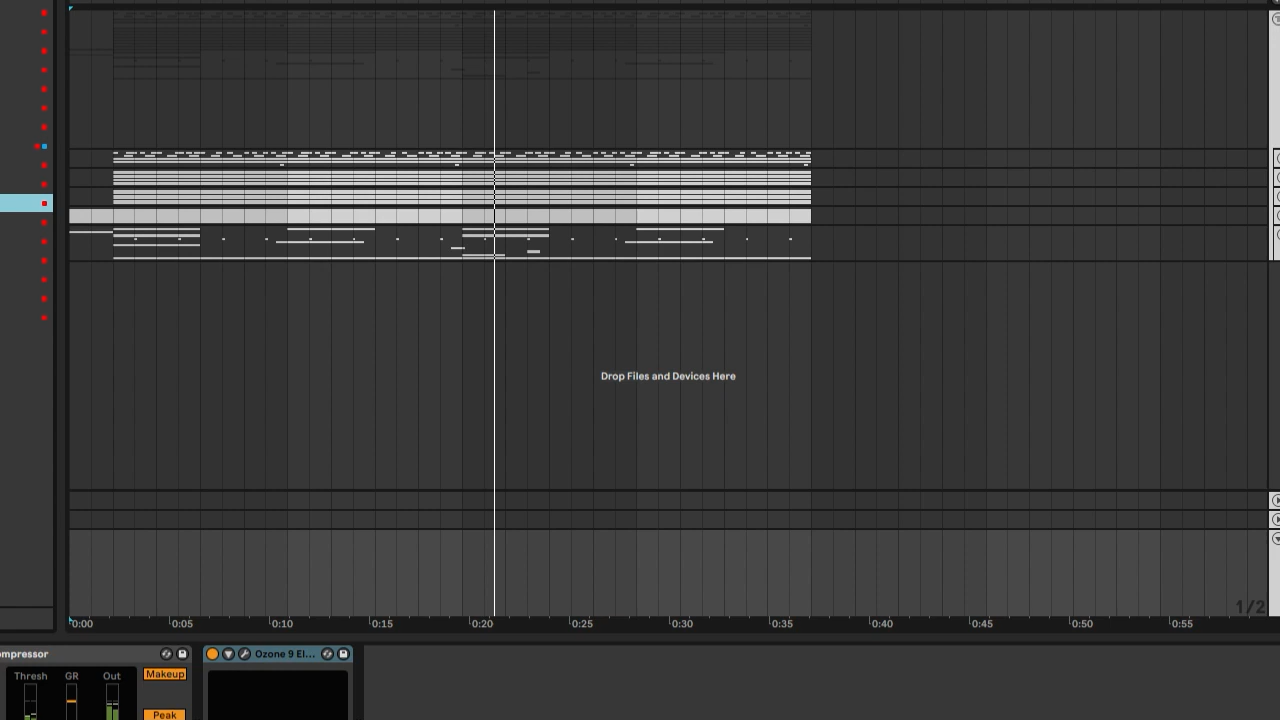 Drop Files and Devices Here
1/2
0:00 0:05 0:10 0:15 0:20 0:25 0:30 0:35 0:40 0:45 0:50 0:55
mpressor
Ozone 9 El...
Thresh GR Out
Makeup
Peak